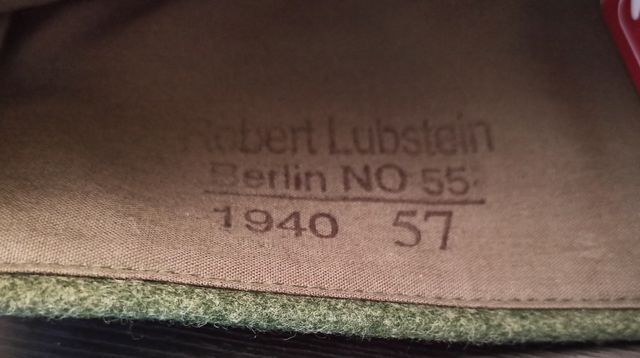 Robert Lubstein
Berlin NO 55.
1940 57